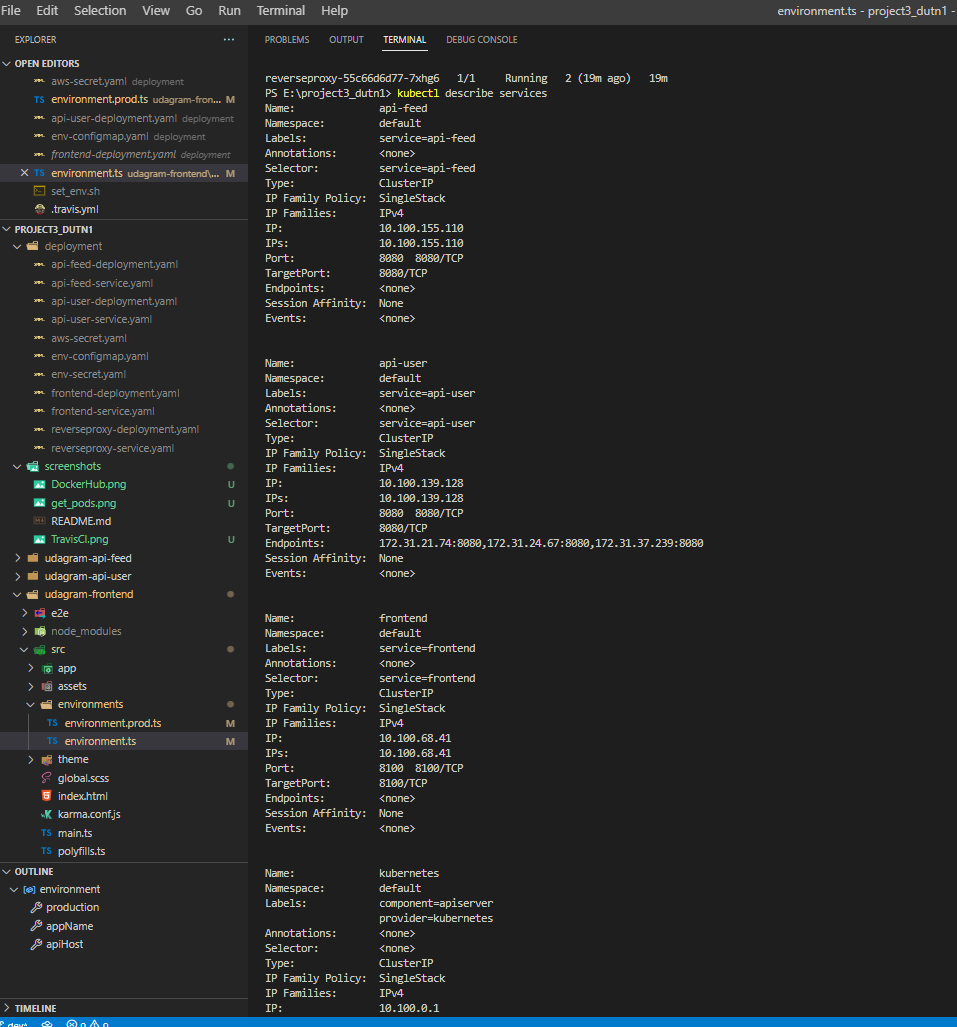 File Edit Selection View Go Run Terminal Help environment.ts - project3_dutn1 -
EXPLORER ...
OPEN EDITORS
aws-secret.yaml deployment
TS environment.prod.ts udagram-fron... M
api-user-deployment.yaml deployment
env-configmap.yaml deployment
frontend-deployment.yaml deployment
TS environment.ts udagram-frontend\... M
set_env.sh
.travis.yml
PROJECT3_DUTN1
deployment
api-feed-deployment.yaml
api-feed-service.yaml
api-user-deployment.yaml
api-user-service.yaml
aws-secret.yaml
env-configmap.yaml
env-secret.yaml
frontend-deployment.yaml
frontend-service.yaml
reverseproxy-deployment.yaml
reverseproxy-service.yaml
screenshots
DockerHub.png U
get_pods.png U
README.md
TravisCI.png U
udagram-api-feed
udagram-api-user
udagram-frontend
e2e
node_modules
src
app
assets
environments
TS environment.prod.ts M
TS environment.ts M
theme
global.scss
index.html
karma.conf.js
TS main.ts
TS polyfills.ts
OUTLINE
environment
production
appName
apiHost
TIMELINE
PROBLEMS OUTPUT TERMINAL DEBUG CONSOLE
reverseproxy-55c66d6d77-7xhg6 1/1 Running 2 (19m ago) 19m
PS E:\project3_dutn1> kubectl describe services
Name: api-feed
Namespace: default
Labels: service=api-feed
Annotations: <none>
Selector: service=api-feed
Type: ClusterIP
IP Family Policy: SingleStack
IP Families: IPv4
IP: 10.100.155.110
IPs: 10.100.155.110
Port: 8080 8080/TCP
TargetPort: 8080/TCP
Endpoints: <none>
Session Affinity: None
Events: <none>
Name: api-user
Namespace: default
Labels: service=api-user
Annotations: <none>
Selector: service=api-user
Type: ClusterIP
IP Family Policy: SingleStack
IP Families: IPv4
IP: 10.100.139.128
IPs: 10.100.139.128
Port: 8080 8080/TCP
TargetPort: 8080/TCP
Endpoints: 172.31.21.74:8080,172.31.24.67:8080,172.31.37.239:8080
Session Affinity: None
Events: <none>
Name: frontend
Namespace: default
Labels: service=frontend
Annotations: <none>
Selector: service=frontend
Type: ClusterIP
IP Family Policy: SingleStack
IP Families: IPv4
IP: 10.100.68.41
IPs: 10.100.68.41
Port: 8100 8100/TCP
TargetPort: 8100/TCP
Endpoints: <none>
Session Affinity: None
Events: <none>
Name: kubernetes
Namespace: default
Labels: component=apiserver
provider=kubernetes
Annotations: <none>
Selector: <none>
Type: ClusterIP
IP Family Policy: SingleStack
IP Families: IPv4
IP: 10.100.0.1